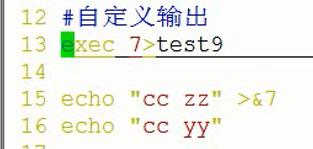 12 #自定义输出
13 exec 7>test9
14
15 echo "cc zz" >&7
16 echo "cc yy"